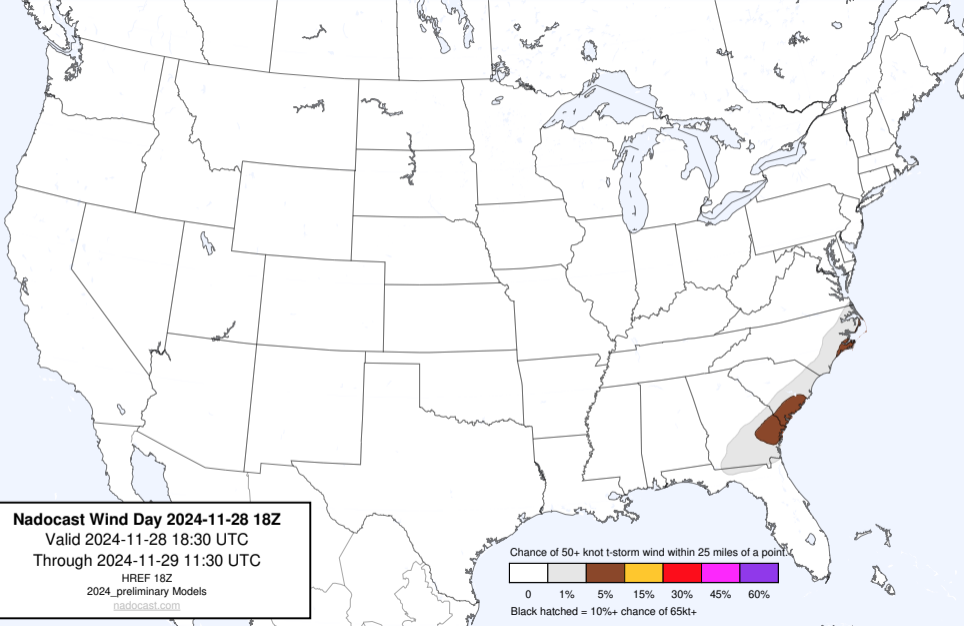 Nadocast Wind Day 2024-11-28 18Z
Valid 2024-11-28 18:30 UTC
Through 2024-11-29 11:30 UTC
HREF 18Z
2024_preliminary Models
nadocast.com
Chance of 50+ knot t-storm wind within 25 miles of a point.
0 1% 5% 15% 30% 45% 60%
Black hatched = 10%+ chance of 65kt+